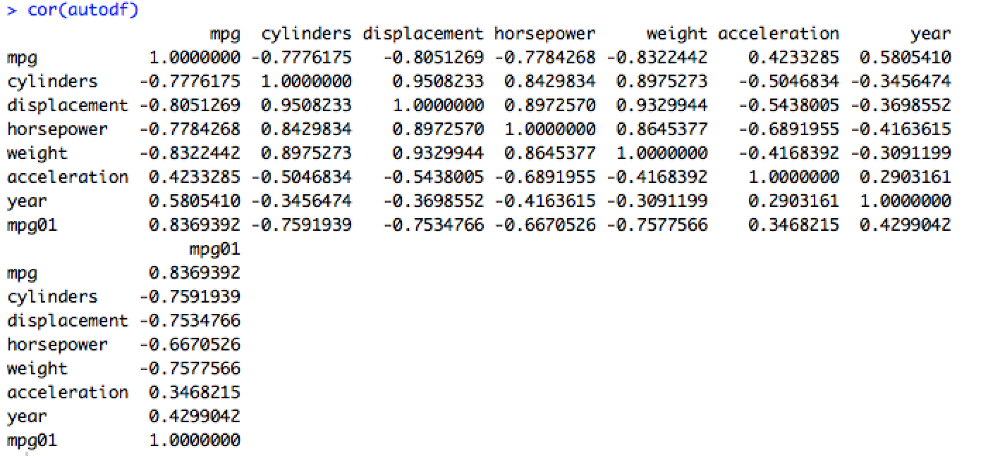 > cor(autodf)
                    mpg  cylinders displacement horsepower     weight acceleration       year
mpg           1.0000000 -0.7776175   -0.8051269 -0.7784268 -0.8322442    0.4233285  0.5805410
cylinders    -0.7776175  1.0000000    0.9508233  0.8429834  0.8975273   -0.5046834 -0.3456474
displacement -0.8051269  0.9508233    1.0000000  0.8972570  0.9329944   -0.5438005 -0.3698552
horsepower   -0.7784268  0.8429834    0.8972570  1.0000000  0.8645377   -0.6891955 -0.4163615
weight       -0.8322442  0.8975273    0.9329944  0.8645377  1.0000000   -0.4168392 -0.3091199
acceleration  0.4233285 -0.5046834   -0.5438005 -0.6891955 -0.4168392    1.0000000  0.2903161
year          0.5805410 -0.3456474   -0.3698552 -0.4163615 -0.3091199    0.2903161  1.0000000
mpg01         0.8369392 -0.7591939   -0.7534766 -0.6670526 -0.7577566    0.3468215  0.4299042
                  mpg01
mpg           0.8369392
cylinders    -0.7591939
displacement -0.7534766
horsepower   -0.6670526
weight       -0.7577566
acceleration  0.3468215
year          0.4299042
mpg01         1.0000000